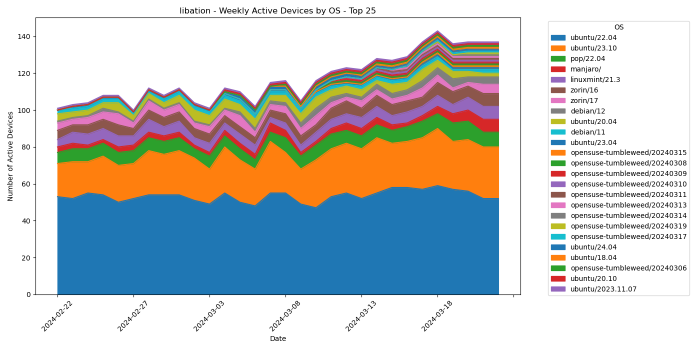 libation - Weekly Active Devices by OS - Top 25
Number of Active Devices
140
120
100
80
60
40
20
0
2024-02-22
2024-02-27
2024-03-03
2024-03-08
2024-03-13
2024-03-18
Date
OS
ubuntu/22.04
ubuntu/23.10
pop/22.04
manjaro/
linuxmint/21.3
zorin/16
zorin/17
debian/12
ubuntu/20.04
debian/11
ubuntu/23.04
opensuse-tumbleweed/20240315
opensuse-tumbleweed/20240308
opensuse-tumbleweed/20240309
opensuse-tumbleweed/20240310
opensuse-tumbleweed/20240311
opensuse-tumbleweed/20240313
opensuse-tumbleweed/20240314
opensuse-tumbleweed/20240319
opensuse-tumbleweed/20240317
ubuntu/24.04
ubuntu/18.04
opensuse-tumbleweed/20240306
ubuntu/20.10
ubuntu/2023.11.07